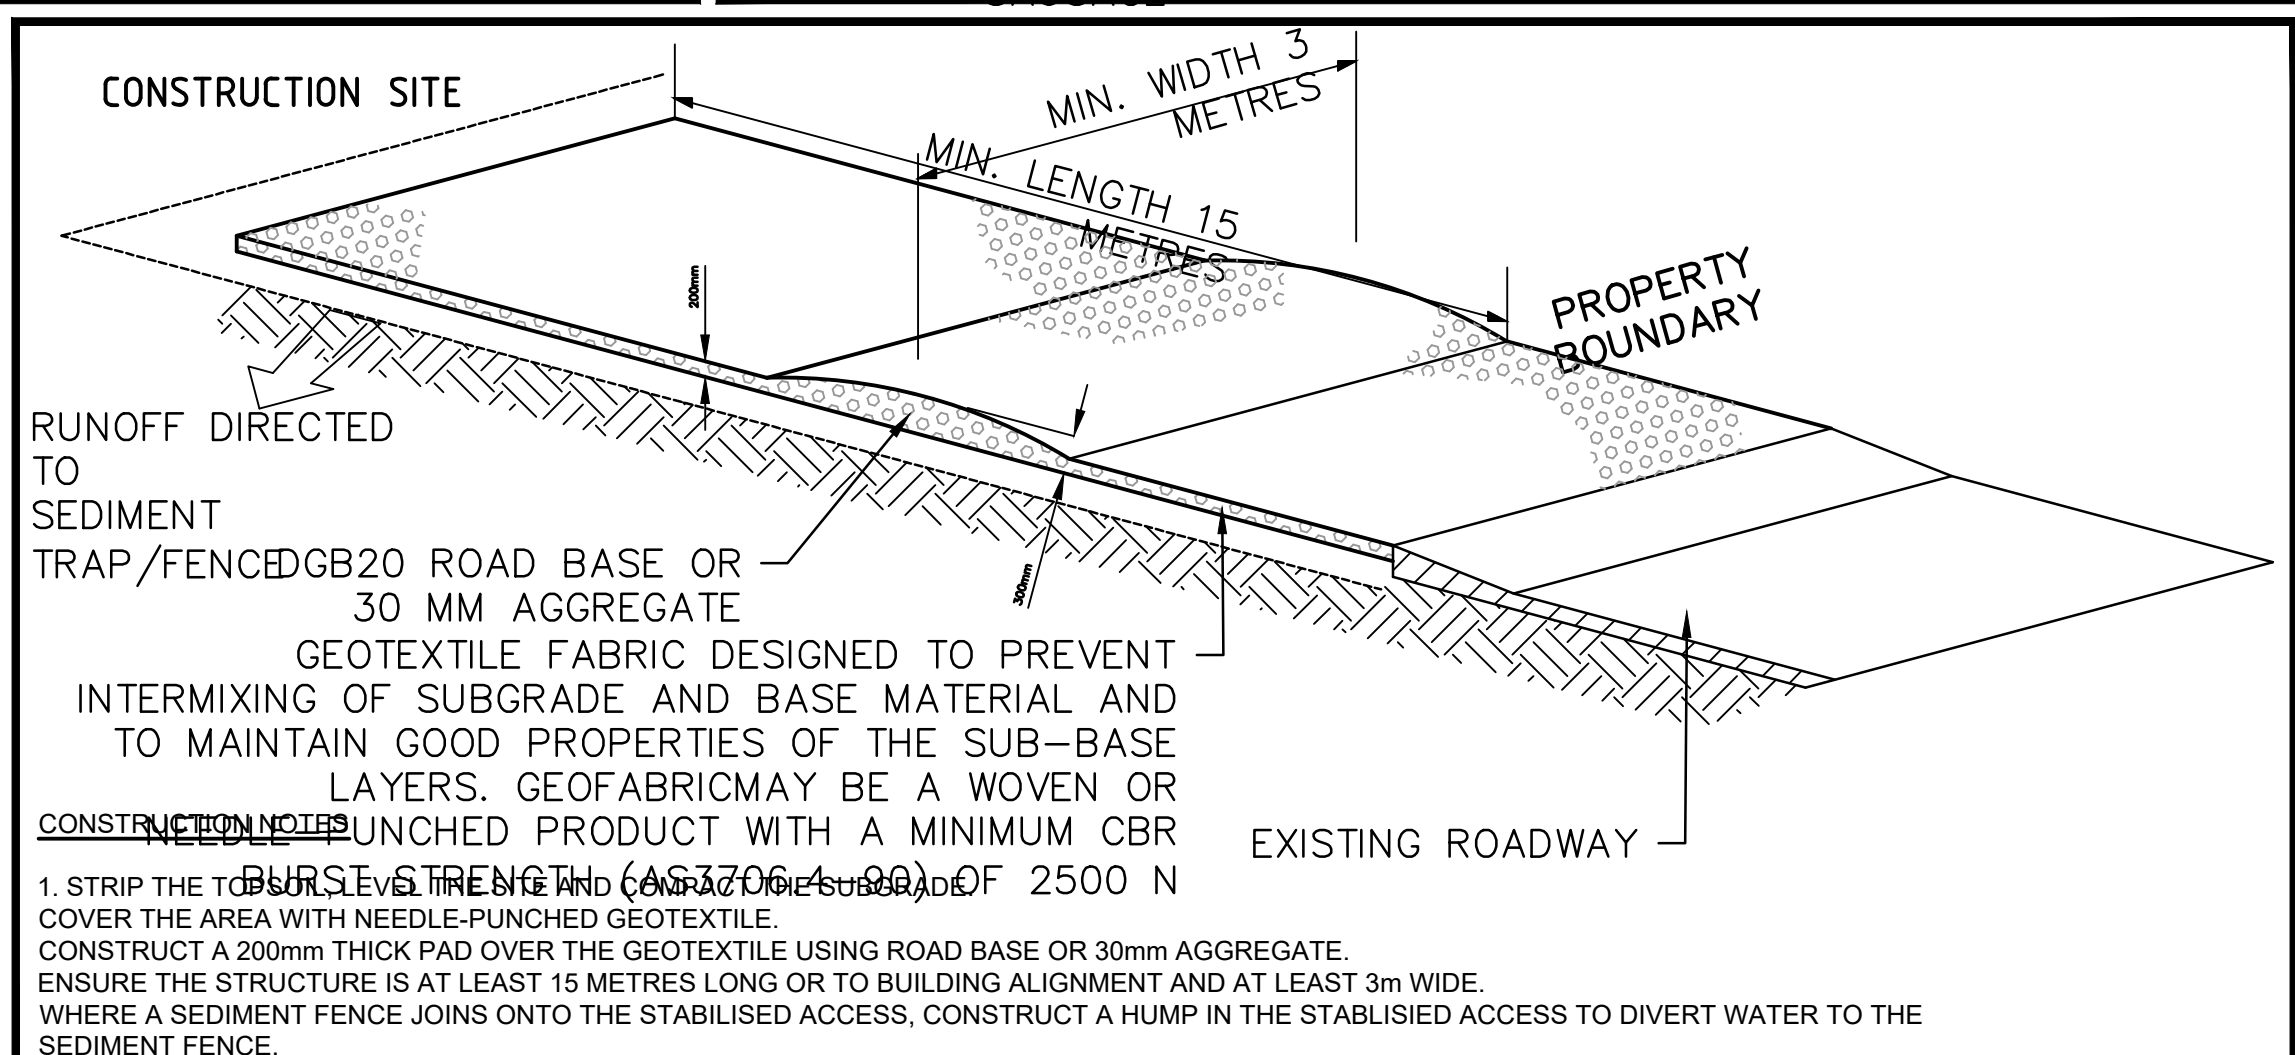 CONSTRUCTION SITE
MIN. WIDTH 3
METRES
MIN. LENGTH 15
METRES
PROPERTY
BOUNDARY
200mm
300mm
RUNOFF DIRECTED
TO
SEDIMENT
TRAP/FENCE
DGB20 ROAD BASE OR
30 MM AGGREGATE
GEOTEXTILE FABRIC DESIGNED TO PREVENT
INTERMIXING OF SUBGRADE AND BASE MATERIAL AND
TO MAINTAIN GOOD PROPERTIES OF THE SUB-BASE
LAYERS. GEOFABRICMAY BE A WOVEN OR
NEEDLE-PUNCHED PRODUCT WITH A MINIMUM CBR
BURST STRENGTH (AS3706.4-90) OF 2500 N
EXISTING ROADWAY
CONSTRUCTION NOTES
1. STRIP THE TOPSOIL, LEVEL THE SITE AND COMPACT THE SUBGRADE.
COVER THE AREA WITH NEEDLE-PUNCHED GEOTEXTILE.
CONSTRUCT A 200mm THICK PAD OVER THE GEOTEXTILE USING ROAD BASE OR 30mm AGGREGATE.
ENSURE THE STRUCTURE IS AT LEAST 15 METRES LONG OR TO BUILDING ALIGNMENT AND AT LEAST 3m WIDE.
WHERE A SEDIMENT FENCE JOINS ONTO THE STABILISED ACCESS, CONSTRUCT A HUMP IN THE STABLISIED ACCESS TO DIVERT WATER TO THE
SEDIMENT FENCE.